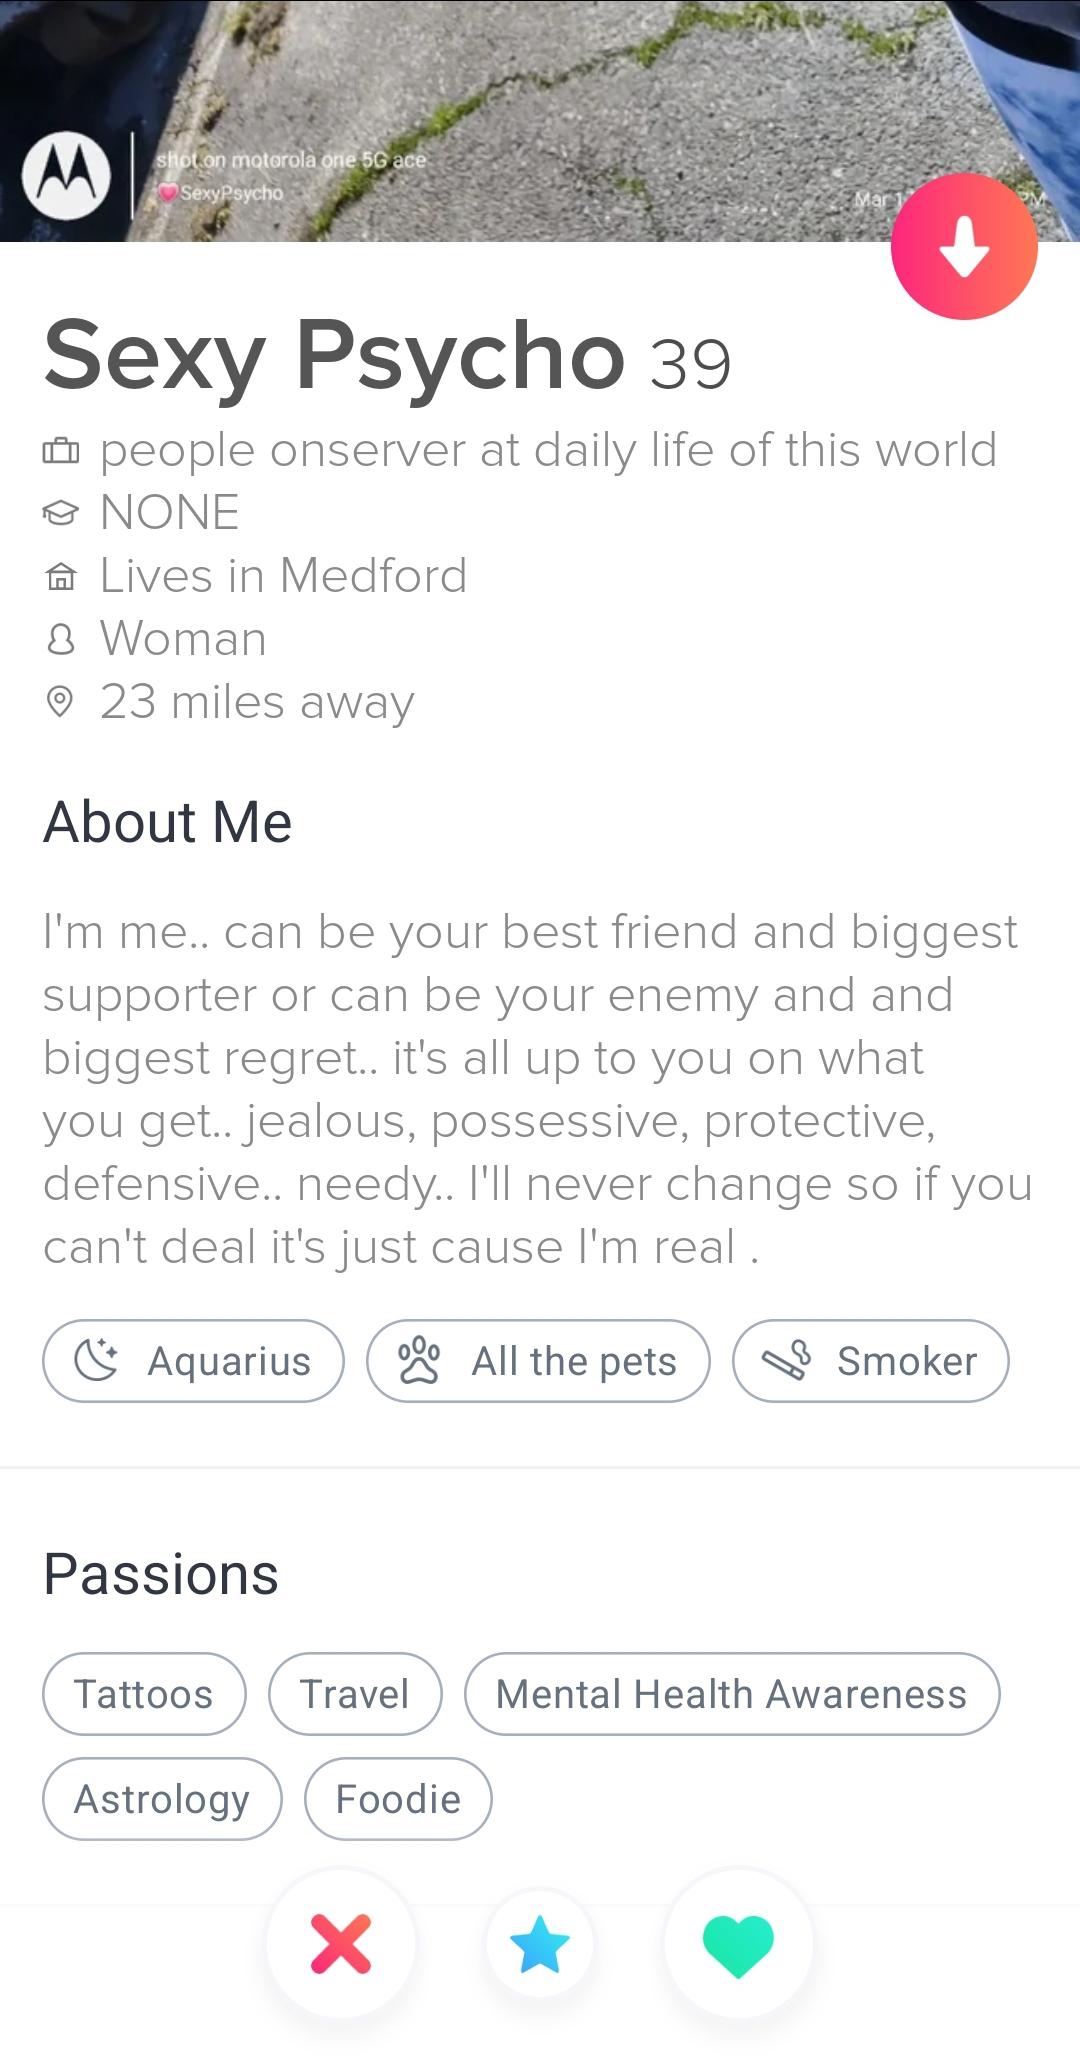 shot on motorola one 5G ace
SexyPsycho
Mar 1
PM
Sexy Psycho 39
people onserver at daily life of this world
NONE
Lives in Medford
Woman
23 miles away
About Me
I'm me.. can be your best friend and biggest
supporter or can be your enemy and and
biggest regret.. it's all up to you on what
you get.. jealous, possessive, protective,
defensive.. needy.. I'll never change so if you
can't deal it's just cause I'm real .
Aquarius All the pets Smoker
Passions
Tattoos Travel Mental Health Awareness
Astrology Foodie